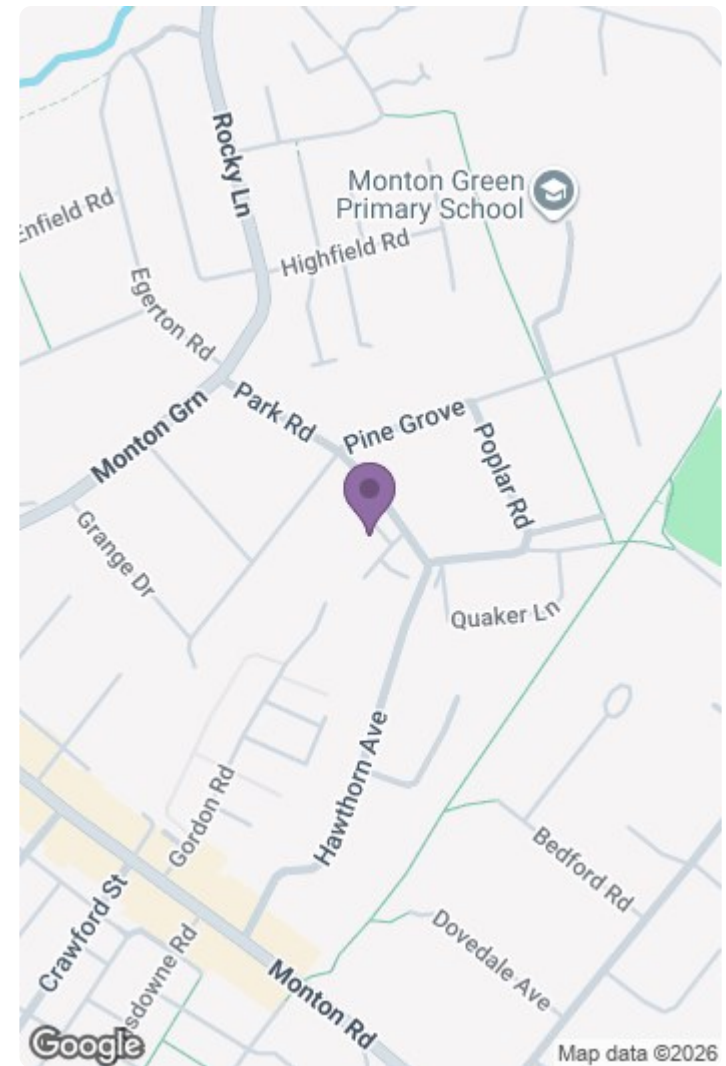 Rocky Ln
Monton Green
Primary School
Enfield Rd
Highfield Rd
Egerton Rd
Park Rd
Monton Grn
Pine Grove
Poplar Rd
Grange Dr
Quaker Ln
Hawthorn Ave
Gordon Rd
Bedford Rd
Crawford St
Dovedale Ave
sdowne Rd
Monton Rd
Google
Map data ©2026